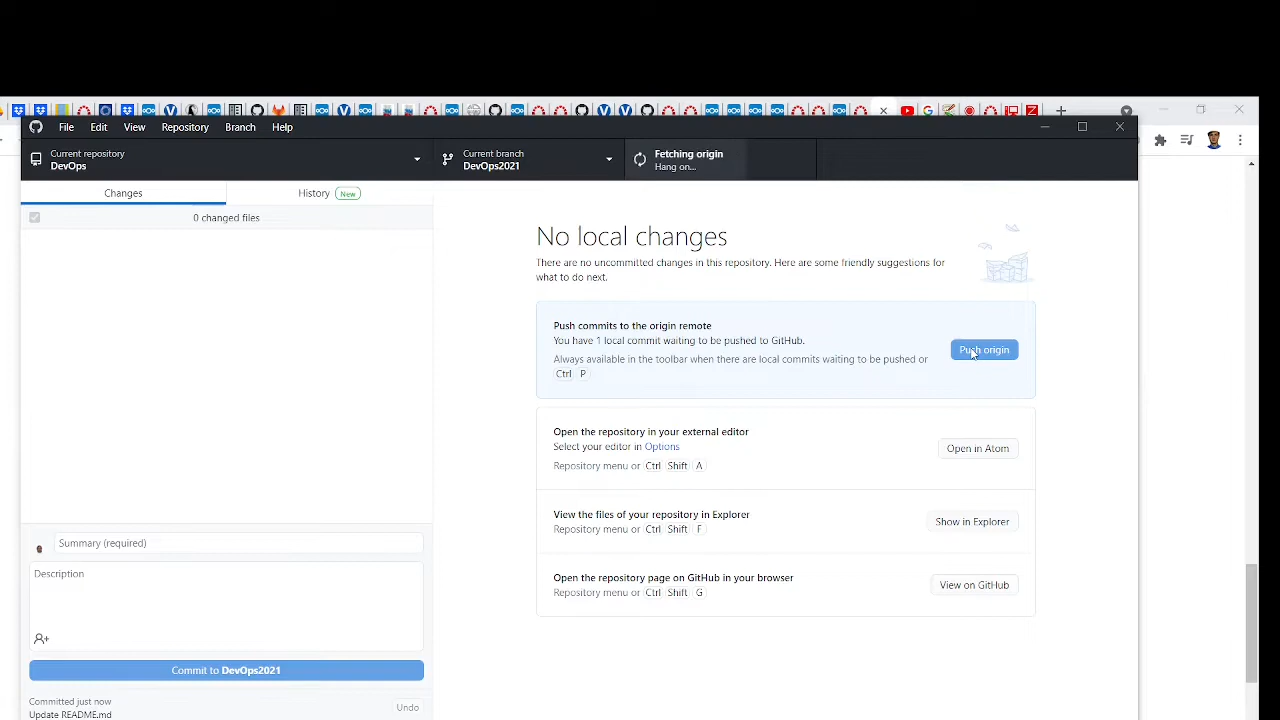 File Edit View Repository Branch Help
Current repository
DevOps
Current branch
DevOps2021
Fetching origin
Hang on...
Changes
History New
0 changed files
No local changes
There are no uncommitted changes in this repository. Here are some friendly suggestions for
what to do next.
Push commits to the origin remote
You have 1 local commit waiting to be pushed to GitHub.
Always available in the toolbar when there are local commits waiting to be pushed or
Ctrl P
Push origin
Open the repository in your external editor
Select your editor in Options
Repository menu or Ctrl Shift A
Open in Atom
View the files of your repository in Explorer
Repository menu or Ctrl Shift F
Show in Explorer
Open the repository page on GitHub in your browser
Repository menu or Ctrl Shift G
View on GitHub
Summary (required)
Description
Commit to DevOps2021
Committed just now
Update README.md
Undo